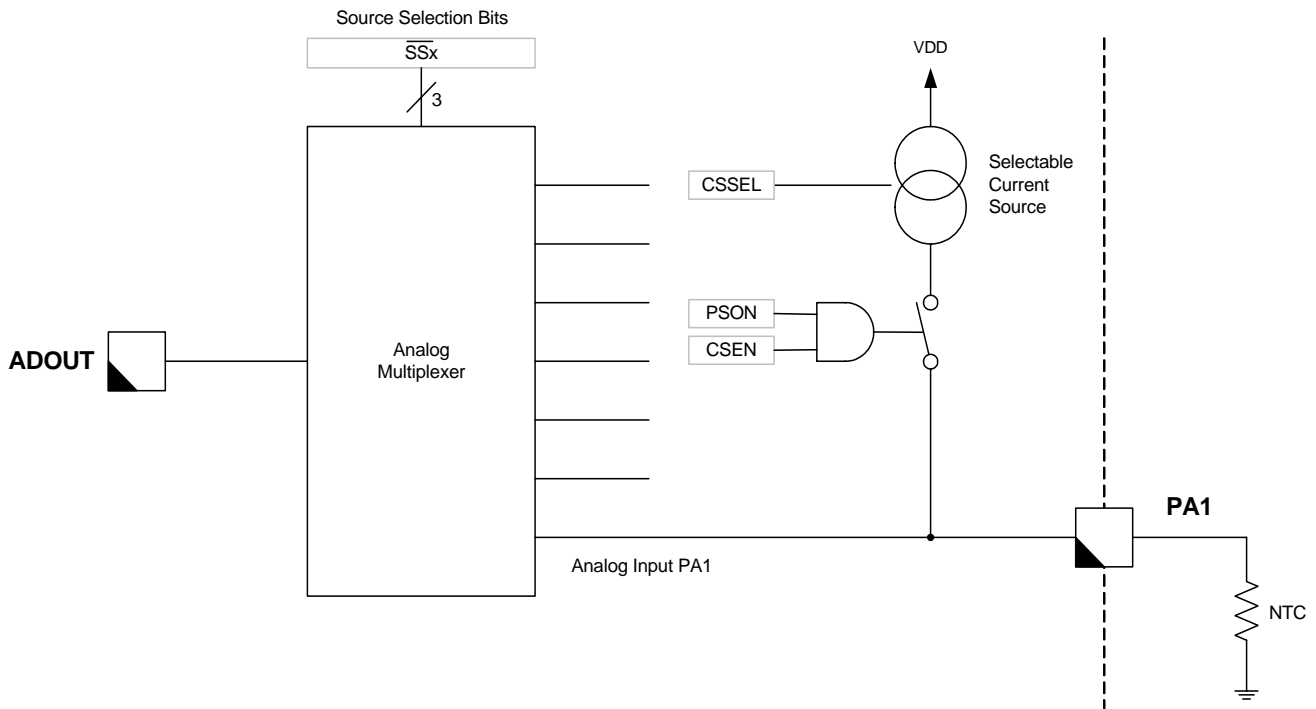 Source Selection Bits
SSx
3
VDD
Selectable
Current
Source
CSSEL
PSON
CSEN
Analog
Multiplexer
ADOUT
PA1
Analog Input PA1
NTC